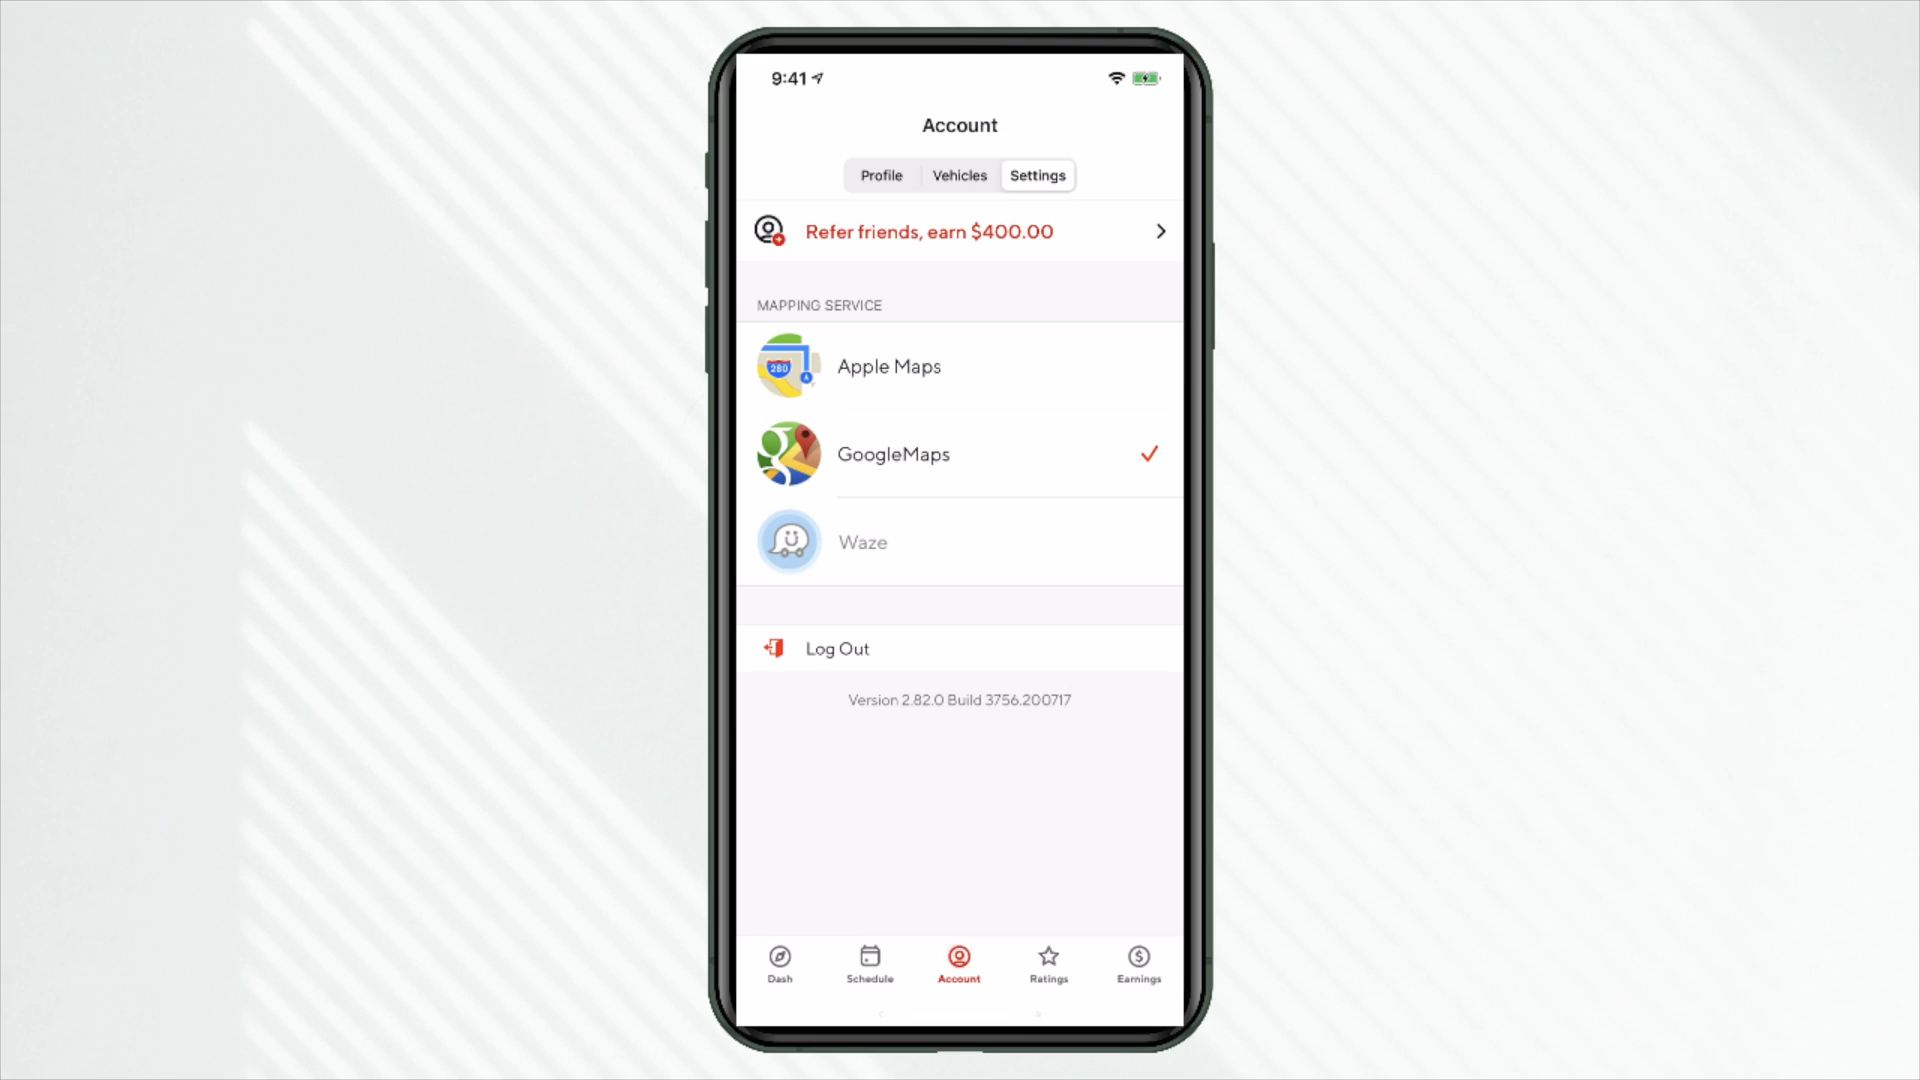 9:41
Account
Profile
Vehicles
Settings
Refer friends, earn $400.00
MAPPING SERVICE
280
Apple Maps
g
GoogleMaps
Waze
Log Out
Version 2.82.0 Build 3756.200717
Dash
Schedule
Account
Ratings
Earnings